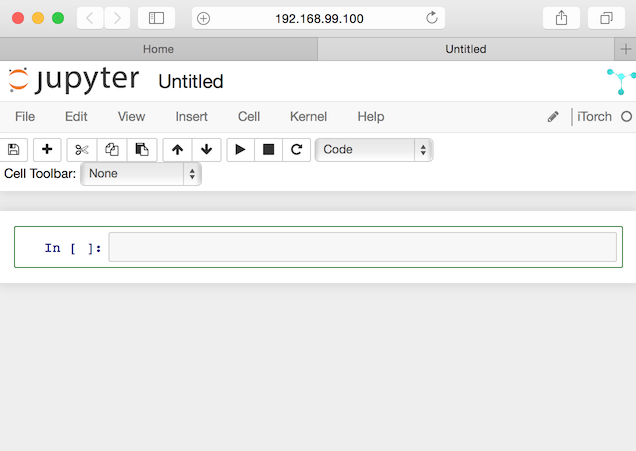 192.168.99.100
Home Untitled
jupyter Untitled
File Edit View Insert Cell Kernel Help iTorch
Code
Cell Toolbar: None
In [ ]: